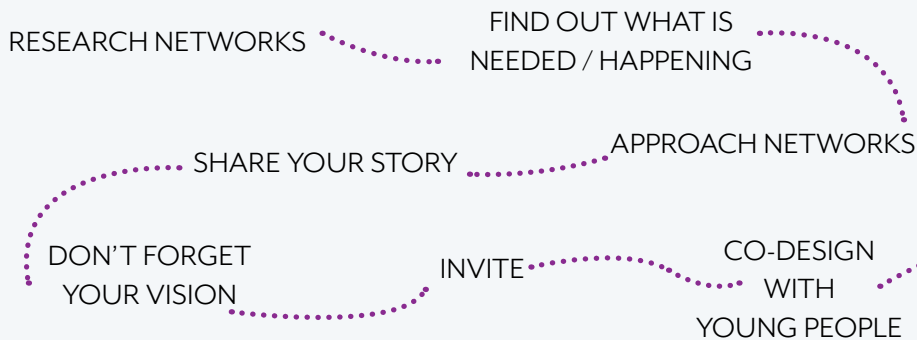 RESEARCH NETWORKS
FIND OUT WHAT IS
NEEDED / HAPPENING
APPROACH NETWORKS
SHARE YOUR STORY
DON'T FORGET
YOUR VISION
INVITE
CO-DESIGN
WITH
YOUNG PEOPLE